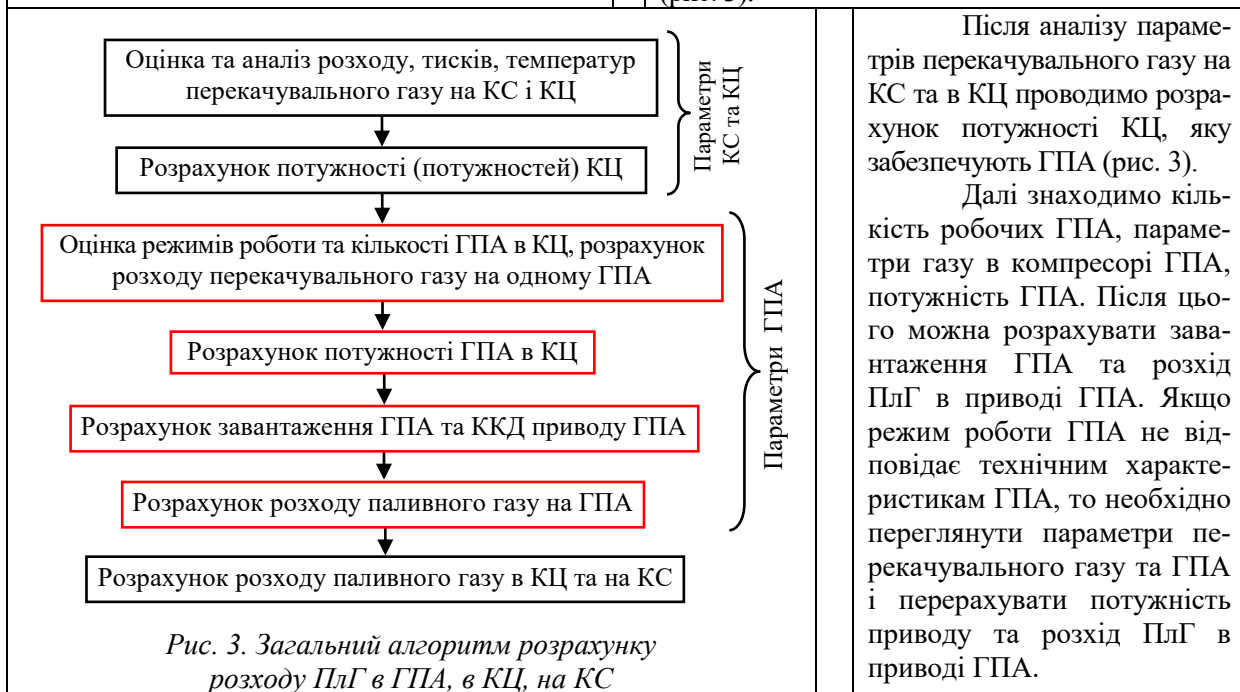 (рис. 3).
Оцінка та аналіз розходу, тисків, температур
перекачувального газу на КС і КЦ
Розрахунок потужності (потужностей) КЦ
Параметри
КС та КЦ
Оцінка режимів роботи та кількості ГПА в КЦ, розрахунок
розходу перекачувального газу на одному ГПА
Розрахунок потужності ГПА в КЦ
Розрахунок завантаження ГПА та ККД приводу ГПА
Розрахунок розходу паливного газу на ГПА
Параметри ГПА
Розрахунок розходу паливного газу в КЦ та на КС
Рис. 3. Загальний алгоритм розрахунку
розходу ПлГ в ГПА, в КЦ, на КС
Після аналізу параме-
трів перекачувального газу на
КС та в КЦ проводимо розра-
хунок потужності КЦ, яку
забезпечують ГПА (рис. 3).
Далі знаходимо кіль-
кість робочих ГПА, параме-
три газу в компресорі ГПА,
потужність ГПА. Після цьо-
го можна розрахувати зава-
нтаження ГПА та розхід
ПлГ в приводі ГПА. Якщо
режим роботи ГПА не від-
повідає технічним характе-
ристикам ГПА, то необхідно
переглянути параметри пе-
рекачувального газу та ГПА
і перерахувати потужність
приводу та розхід ПлГ в
приводі ГПА.